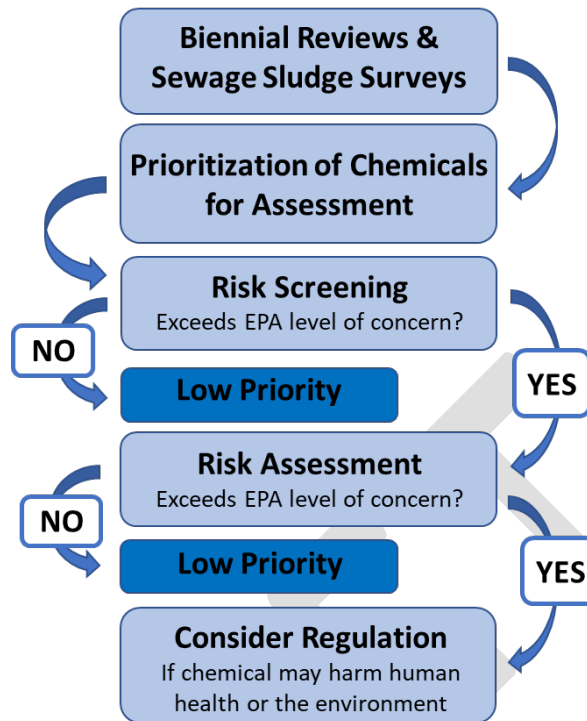 Biennial Reviews &
Sewage Sludge Surveys
Prioritization of Chemicals
for Assessment
Risk Screening
Exceeds EPA level of concern?
NO
YES
Low Priority
Risk Assessment
Exceeds EPA level of concern?
NO
YES
Low Priority
Consider Regulation
If chemical may harm human
health or the environment